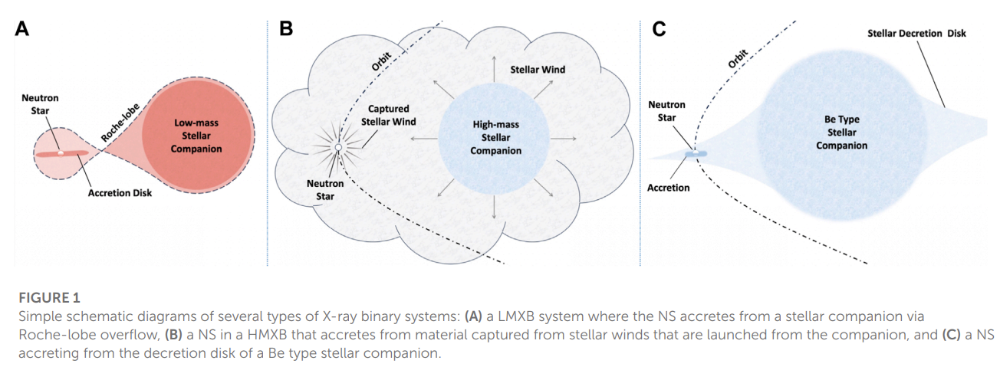 A
Neutron
Star
Roche-lobe
Low-mass
Stellar
Companion
Accretion Disk
B
Orbit
Stellar Wind
Captured
Stellar Wind
High-mass
Stellar
Companion
Neutron
Star
C
Stellar Decretion Disk
Orbit
Neutron
Star
Be Type
Stellar
Companion
Accretion
FIGURE 1
Simple schematic diagrams of several types of X-ray binary systems: (A) a LMXB system where the NS accretes from a stellar companion via
Roche-lobe overflow, (B) a NS in a HMXB that accretes from material captured from stellar winds that are launched from the companion, and (C) a NS
accreting from the decretion disk of a Be type stellar companion.